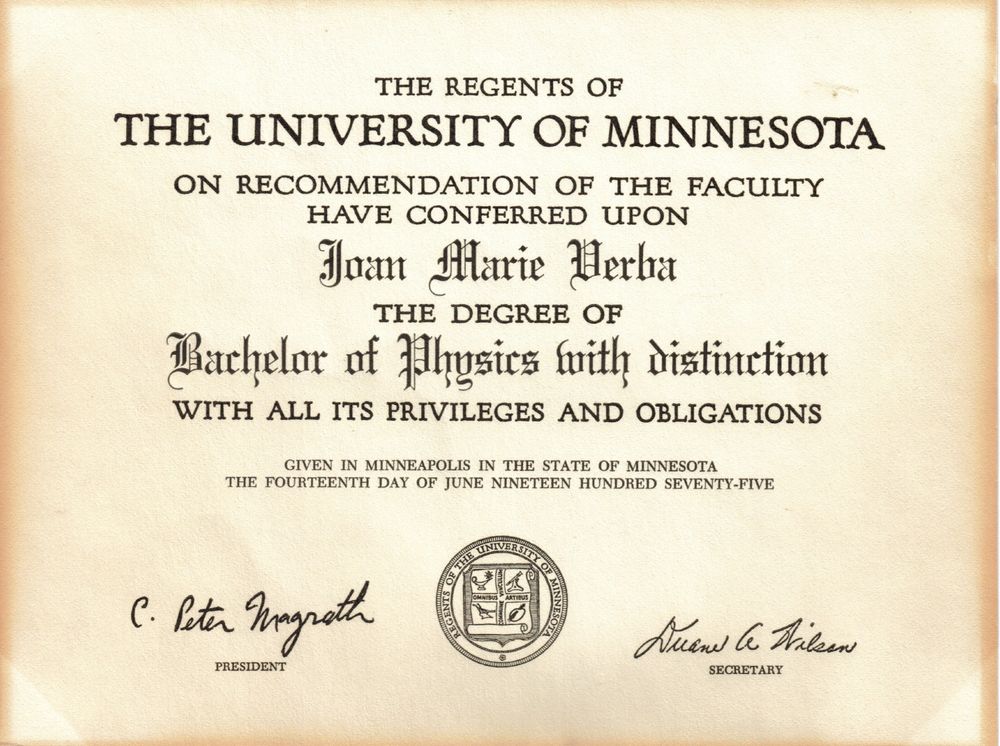 THE REGENTS OF
THE UNIVERSITY OF MINNESOTA
ON RECOMMENDATION OF THE FACULTY
HAVE CONFERRED UPON
Joan Marie Verba
THE DEGREE OF
Bachelor of Physics with distinction
WITH ALL ITS PRIVILEGES AND OBLIGATIONS
GIVEN IN MINNEAPOLIS IN THE STATE OF MINNESOTA
THE FOURTEENTH DAY OF JUNE NINETEEN HUNDRED SEVENTY-FIVE
REGENTS OF THE UNIVERSITY OF MINNESOTA
OMNIBUS ARTIBUS
C. Peter Magrath
PRESIDENT
Duane A Wilson
SECRETARY